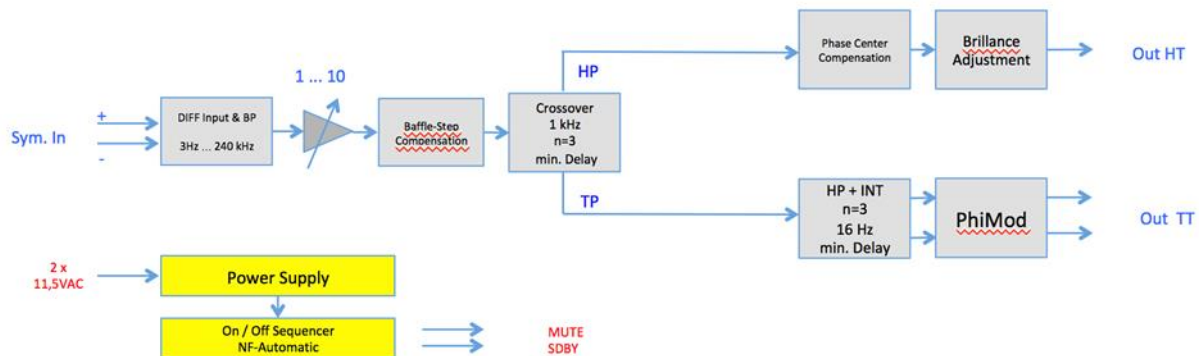 Phase Center
Compensation
Brillance
Adjustment
Out HT
HP
1 ... 10
Sym. In
+
-
DIFF Input & BP
3Hz ... 240 kHz
Baffle-Step
Compensation
Crossover
1 kHz
n=3
min. Delay
TP
HP + INT
n=3
16 Hz
min. Delay
PhiMod
Out TT
2 x
11,5VAC
Power Supply
On / Off Sequencer
NF-Automatic
MUTE
SDBY